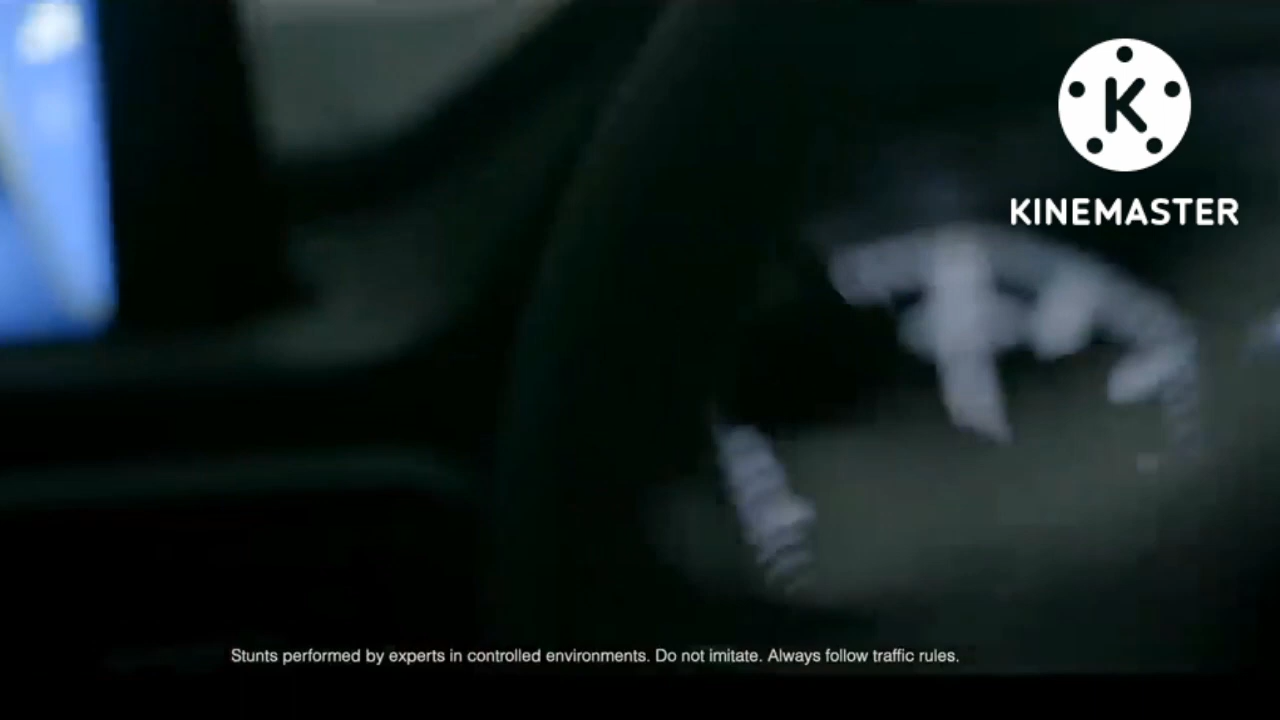 K
KINEMASTER
Stunts performed by experts in controlled environments. Do not imitate. Always follow traffic rules.